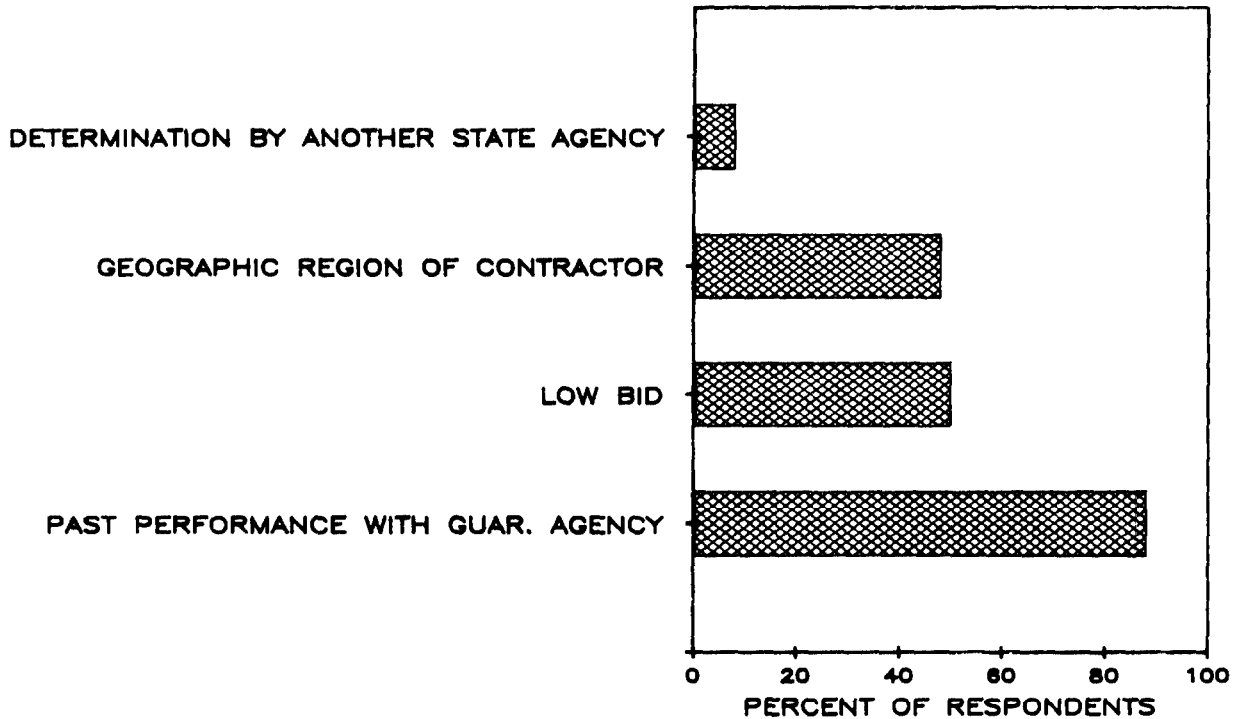 DETERMINATION BY ANOTHER STATE AGENCY
GEOGRAPHIC REGION OF CONTRACTOR
LOW BID
PAST PERFORMANCE WITH GUAR. AGENCY
0 20 40 60 80 100
PERCENT OF RESPONDENTS